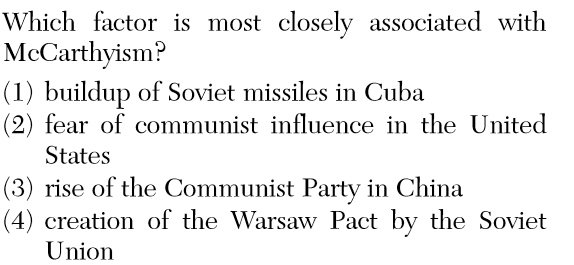 Which factor is most closely associated with
McCarthyism?
(1) buildup of Soviet missiles in Cuba
(2) fear of communist influence in the United
States
(3) rise of the Communist Party in China
(4) creation of the Warsaw Pact by the Soviet
Union